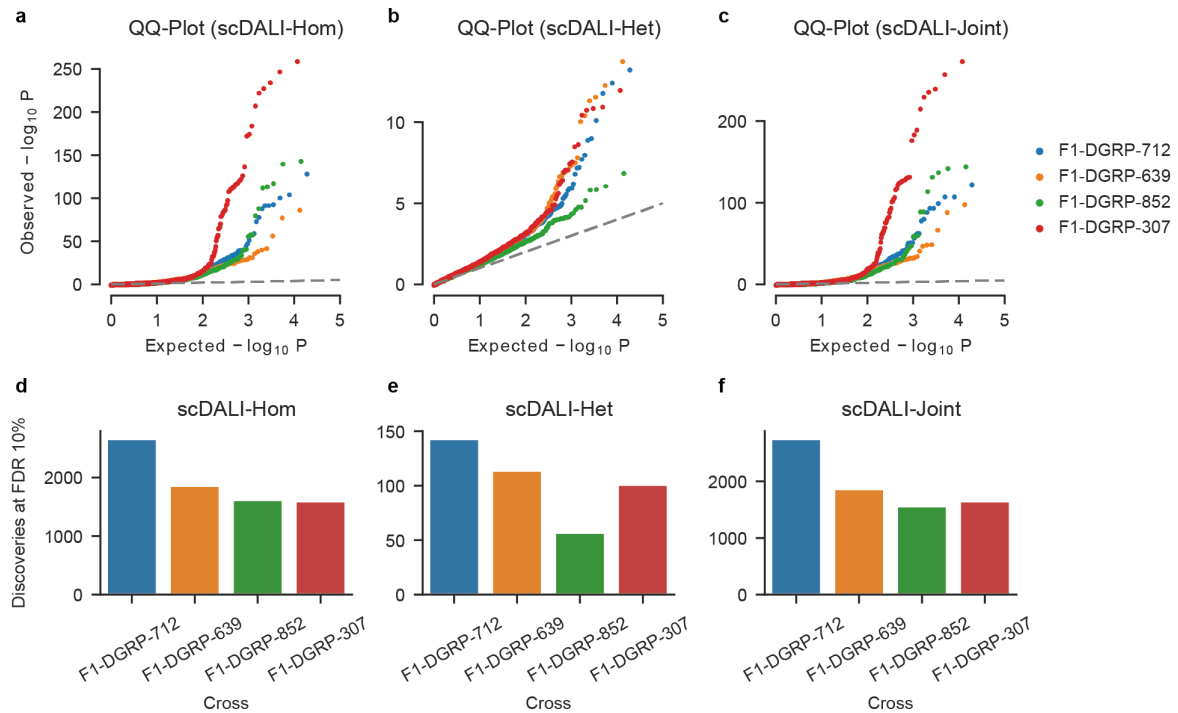 a
QQ-Plot (scDALI-Hom)
Observed − log10 P
250
200
150
100
50
0
0 1 2 3 4 5
Expected − log10 P
b
QQ-Plot (scDALI-Het)
10
5
0
0 1 2 3 4 5
Expected − log10 P
c
QQ-Plot (scDALI-Joint)
200
100
0
0 1 2 3 4 5
Expected − log10 P
F1-DGRP-712
F1-DGRP-639
F1-DGRP-852
F1-DGRP-307
d
scDALI-Hom
Discoveries at FDR 10%
2000
1000
0
F1-DGRP-712
F1-DGRP-639
F1-DGRP-852
F1-DGRP-307
Cross
e
scDALI-Het
150
100
50
0
F1-DGRP-712
F1-DGRP-639
F1-DGRP-852
F1-DGRP-307
Cross
f
scDALI-Joint
2000
1000
0
F1-DGRP-712
F1-DGRP-639
F1-DGRP-852
F1-DGRP-307
Cross